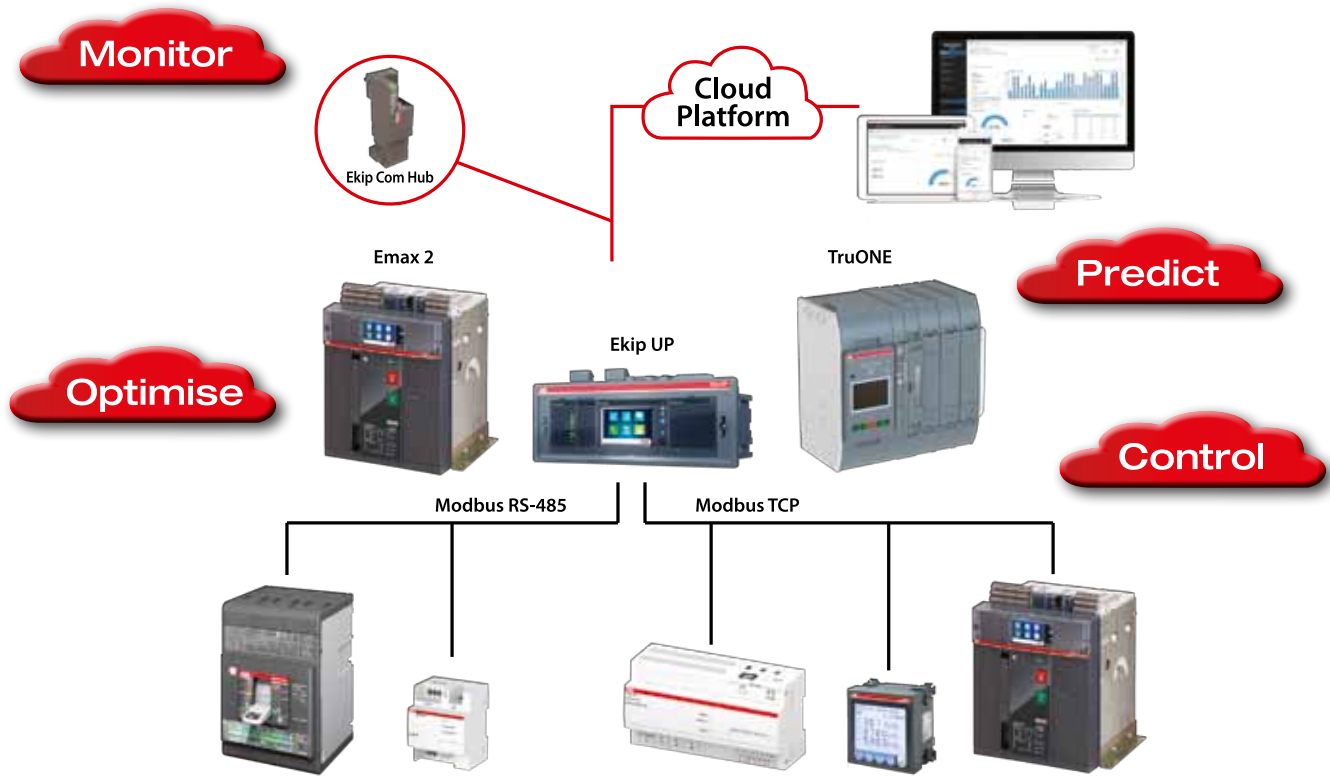 Monitor
Cloud
Platform
Ekip Com Hub
Emax 2
TruONE
Predict
Ekip UP
Optimise
Control
Modbus RS-485
Modbus TCP